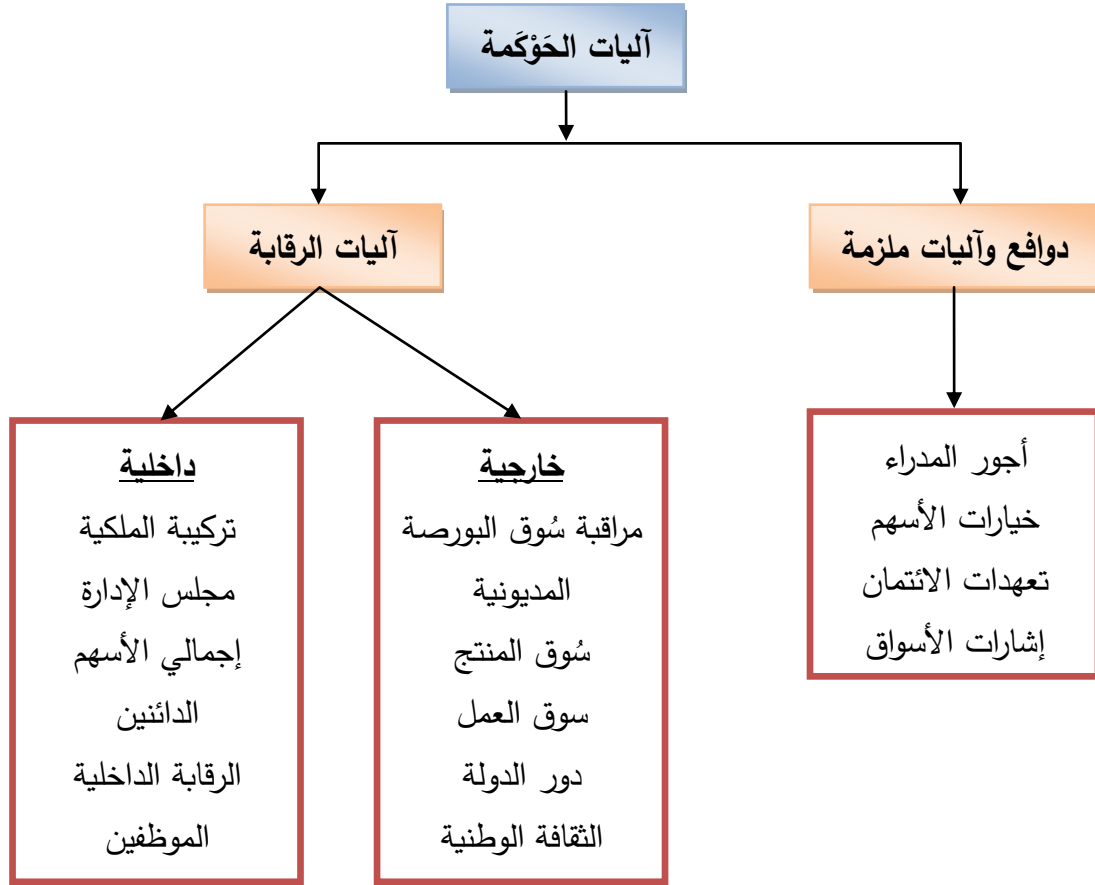 آليات الحَوْكَمة
دوافع وآليات ملزمة
آليات الرقابة
أجور المدراء
خيارات الأسهم
تعهدات الائتمان
إشارات الأسواق
خارجية
مراقبة سُوق البورصة
المديونية
سُوق المنتج
سوق العمل
دور الدولة
الثقافة الوطنية
داخلية
تركيبة الملكية
مجلس الإدارة
إجمالي الأسهم
الدائنين
الرقابة الداخلية
الموظفين